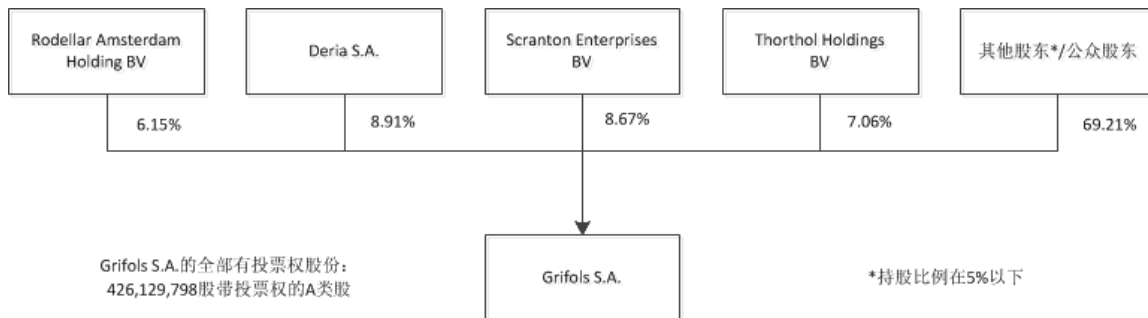 Rodellar Amsterdam
Holding BV
Deria S.A.
Scranton Enterprises
BV
Thorthol Holdings
BV
其他股东*/公众股东
6.15%
8.91%
8.67%
7.06%
69.21%
Grifols S.A.的全部有投票权股份：
426,129,798股带投票权的A类股
Grifols S.A.
*持股比例在5%以下